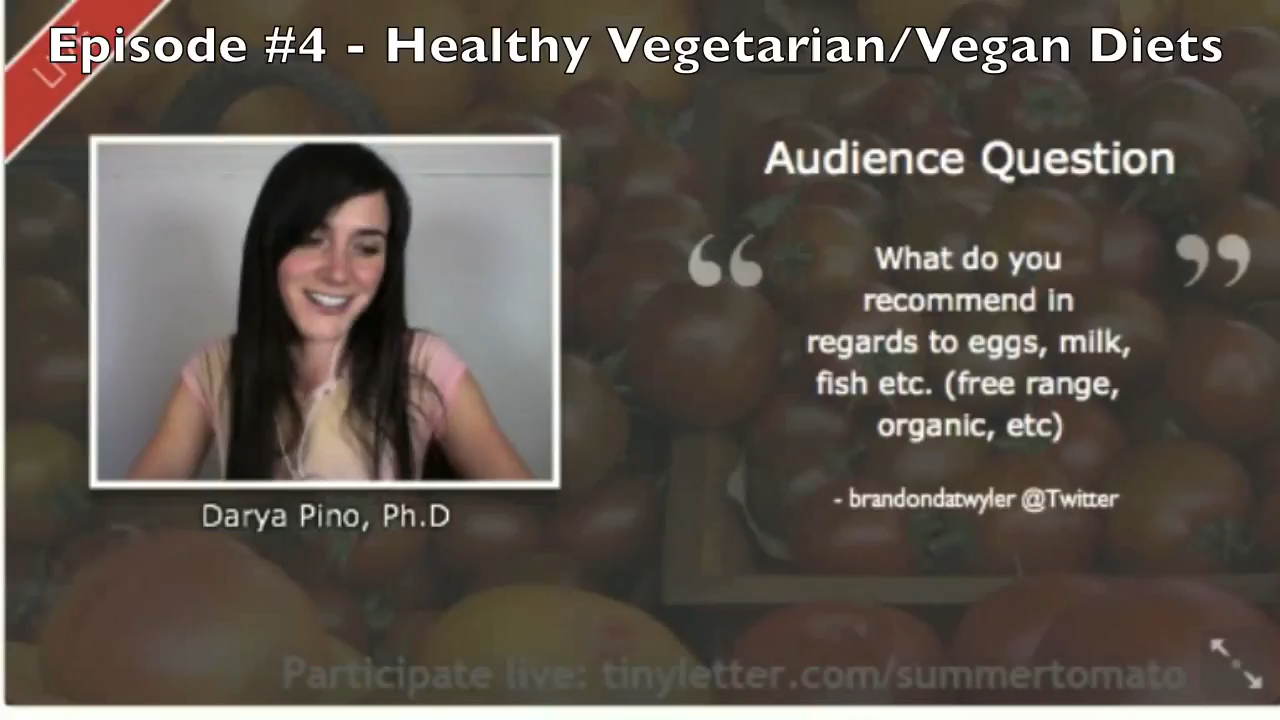 Episode #4 - Healthy Vegetarian/Vegan Diets
Audience Question
“ What do you ”
recommend in
regards to eggs, milk,
fish etc. (free range,
organic, etc)
- brandondatwyler @Twitter
Darya Pino, Ph.D
Participate live: tinyletter.com/summertomato